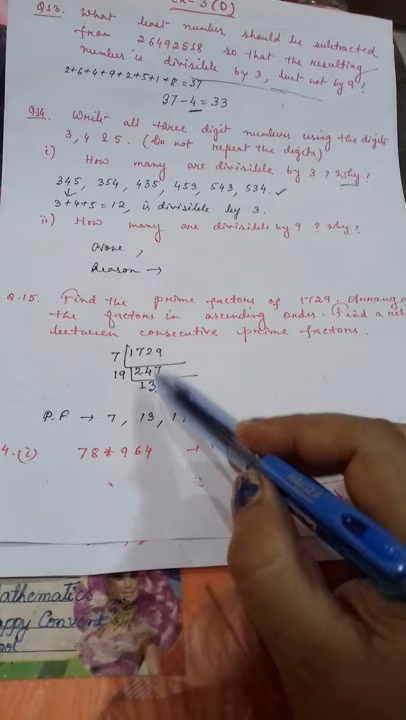 Ex-3(D)
Q13. What least number should be subtracted
from 26492518 so that the resulting
number is divisible by 3, but not by 9?
2+6+4+9+2+5+1+8=37
37-4=33
Q14. Write all three digit numbers using the digits
3, 4 & 5. (Do not repeat the digits)
i) How many are divisible by 3? Why?
345, 354, 435, 453, 543, 534. ✓
3+4+5=12, is divisible by 3.
ii) How many are divisible by 9? Why?
None,
Reason →
Q.15. Find the prime factors of 1729. Arrange
the factors in ascending order. Find a
between consecutive prime factors.
7 1729
19 247
13
P.F → 7, 13, 1
4.(i) 78*964 →
athematics
appy Convent
ool